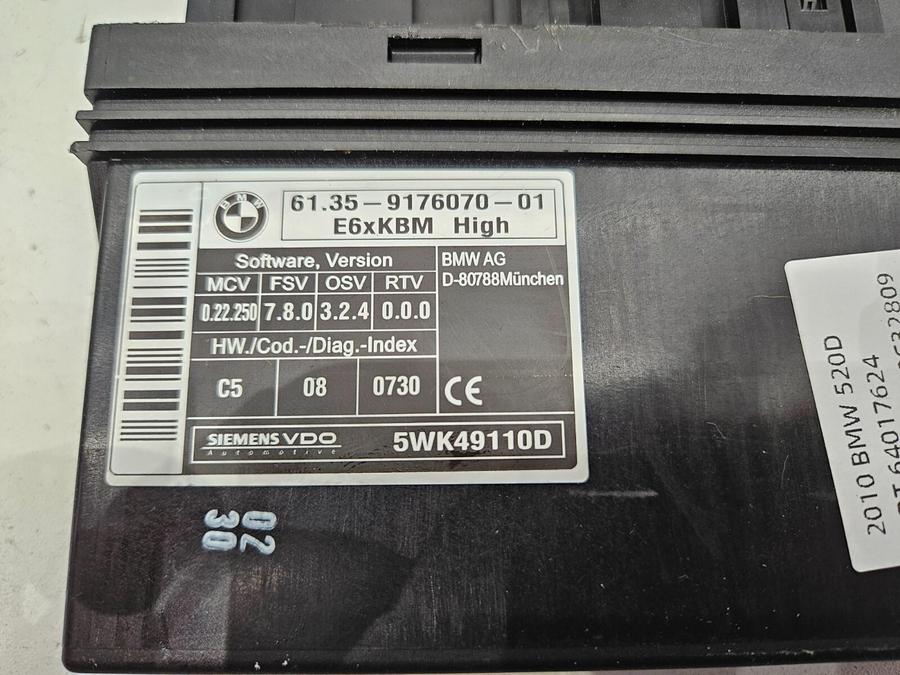 BMW
61.35-9176070-01
E6xKBM High
Software, Version
MCV FSV OSV RTV
0.22.250 7.8.0 3.2.4 0.0.0
HW./Cod.-/Diag.-Index
C5 08 0730
BMW AG
D-80788München
CE
SIEMENS VDO
Automotive
5WK49110D
02
30
2010 BMW 520D
64017624